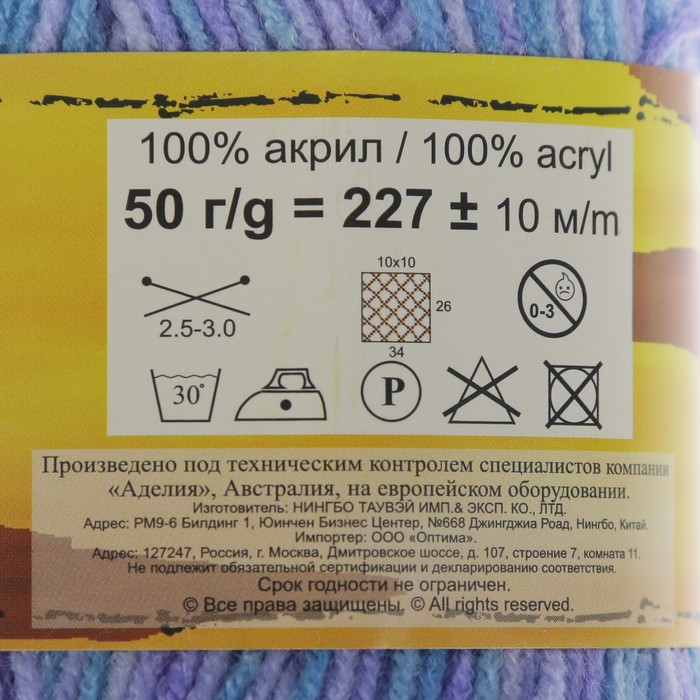 100% акрил / 100% acryl
50 г/g = 227 ± 10 м/m
10x10
26
0-3
2.5-3.0
34
30°
P
Произведено под техническим контролем специалистов компании
«Аделия», Австралия, на европейском оборудовании.
Изготовитель: НИНГБО ТАУВЭЙ ИМП.& ЭКСП. КО., ЛТД.
Адрес: РМ9-6 Билдинг 1, Юинчен Бизнес Центер, №668 Джингджиа Роад, Нингбо, Китай.
Импортер: ООО «Оптима».
Адрес: 127247, Россия, г. Москва, Дмитровское шоссе, д. 107, строение 7, комната 11.
Не подлежит обязательной сертификации и декларированию соответствия.
Срок годности не ограничен.
© Все права защищены. © All rights reserved.